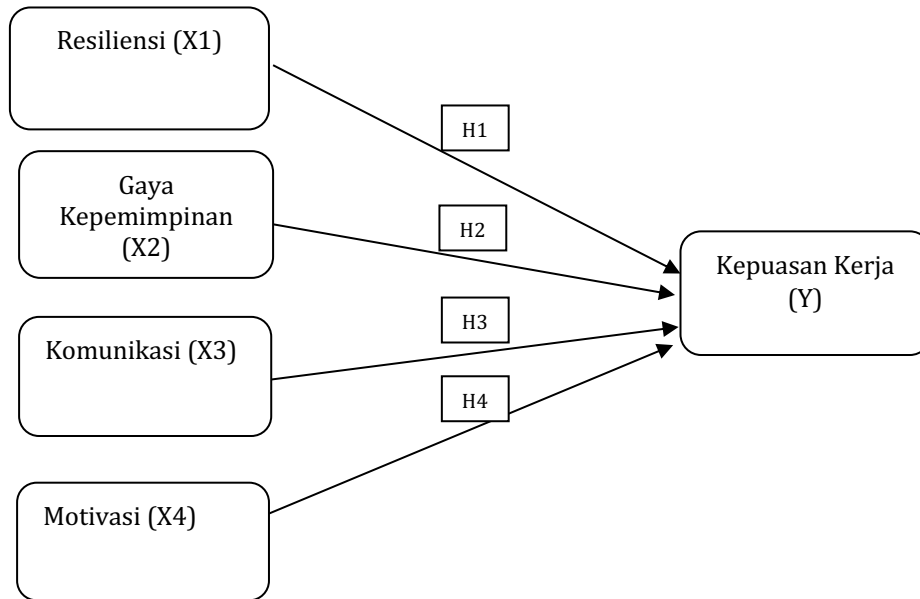 Resiliensi (X1)
H1
Gaya
Kepemimpinan
(X2)
H2
Kepuasan Kerja
(Y)
H3
Komunikasi (X3)
H4
Motivasi (X4)